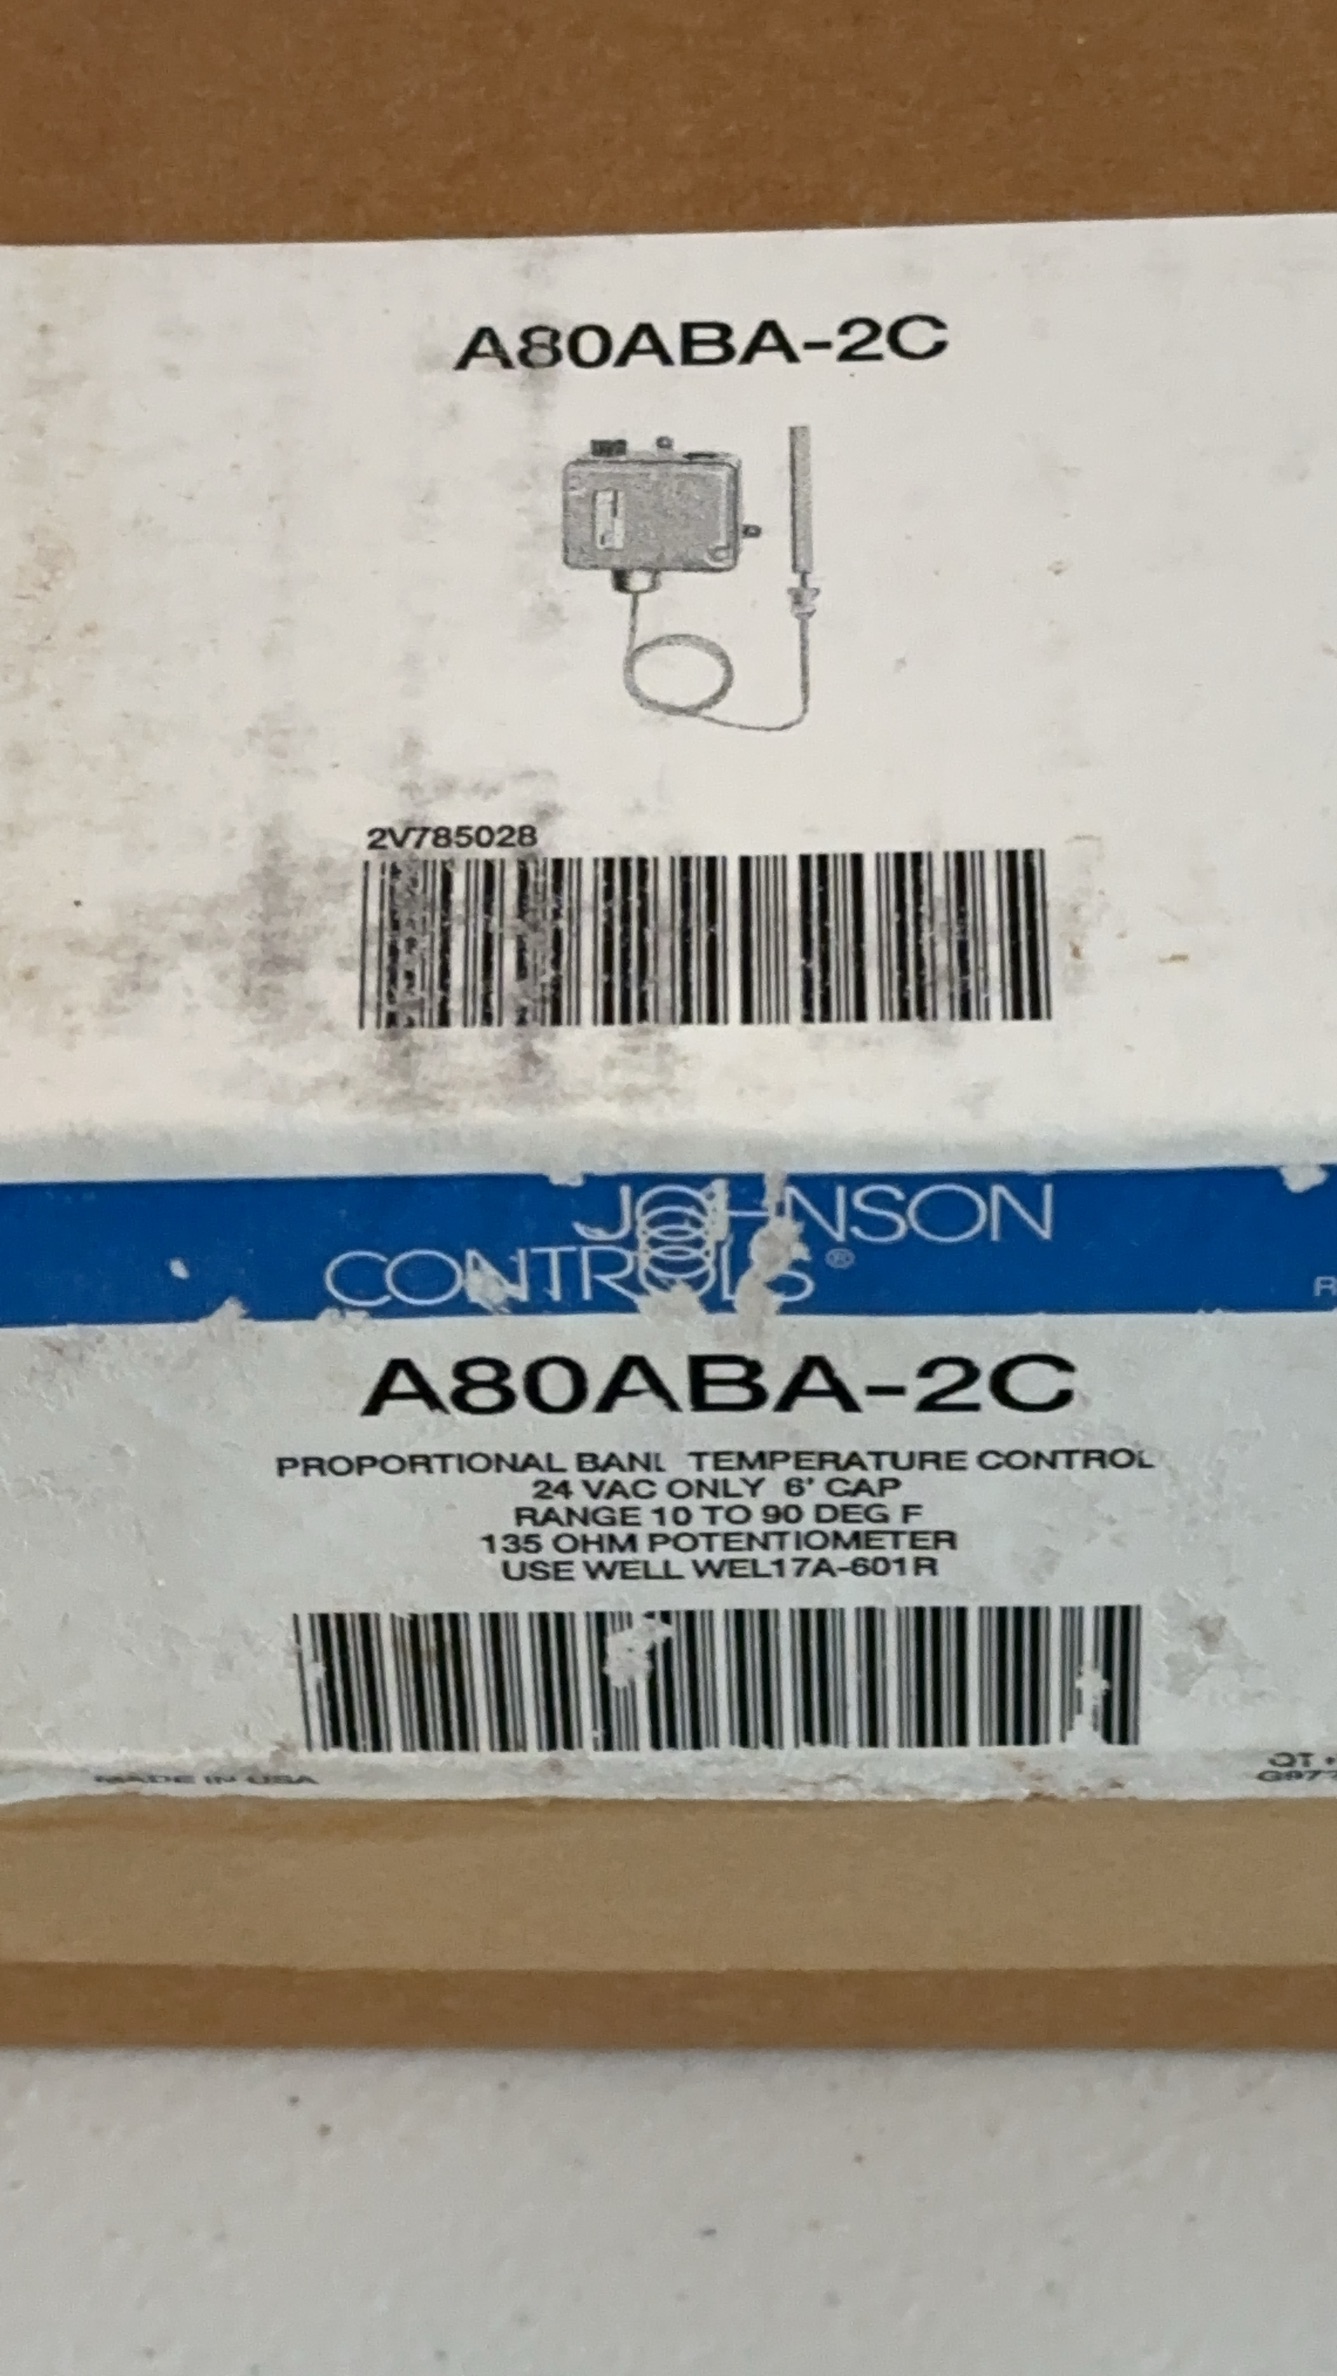 A80ABA-2C
2V785028
JOHNSON
CONTROLS®
R
A80ABA-2C
PROPORTIONAL BAND TEMPERATURE CONTROL
24 VAC ONLY 6' CAP
RANGE 10 TO 90 DEG F
135 OHM POTENTIOMETER
USE WELL WEL17A-601R
MADE IN USA